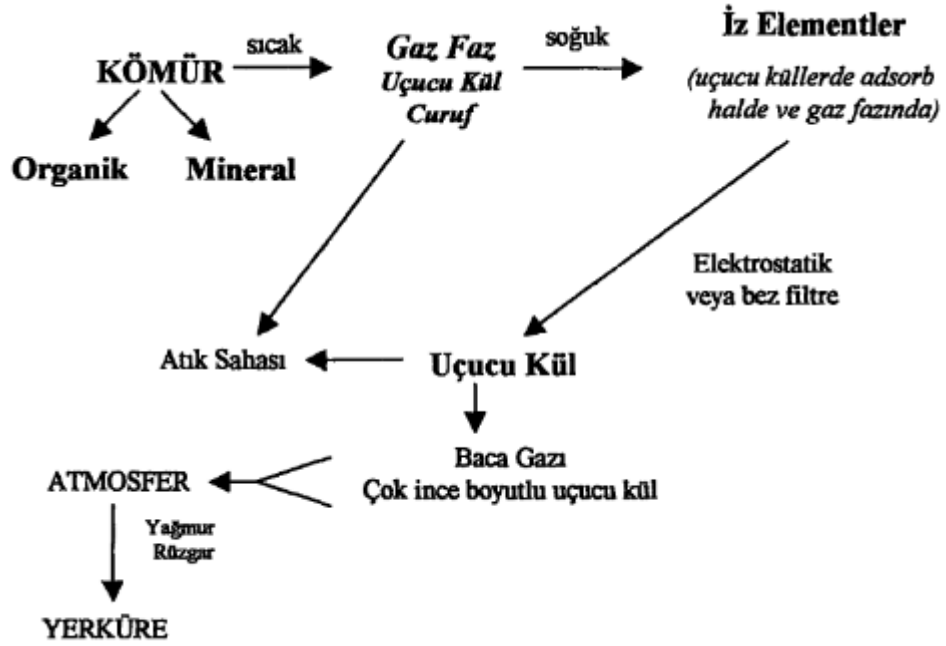 İz Elementler
sıcak
Gaz Faz
soğuk
KÖMÜR
Uçucu Kül
(uçucu küllerde adsorb
Curuf
halde ve gaz fazında)
Organik
Mineral
Elektrostatik
veya bez filtre
Atık Sahası
Uçucu Kül
Baca Gazı
ATMOSFER
Çok ince boyutlu uçucu kül
Yağmur
Rüzgar
YERKÜRE